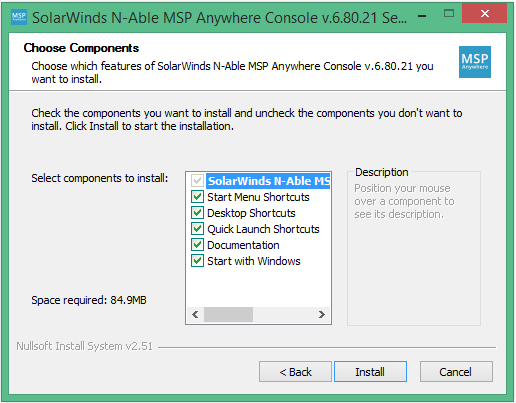 SolarWinds N-Able MSP Anywhere Console v.6.80.21 Se...
Choose Components
Choose which features of SolarWinds N-Able MSP Anywhere Console v.6.80.21 you
want to install.
MSP
Anywhere
Check the components you want to install and uncheck the components you don't want to
install. Click Install to start the installation.
Select components to install:
SolarWinds N-Able MS
Start Menu Shortcuts
Desktop Shortcuts
Quick Launch Shortcuts
Documentation
Start with Windows
Description
Position your mouse
over a component to
see its description.
Space required: 84.9MB
Nullsoft Install System v2.51
< Back
Install
Cancel